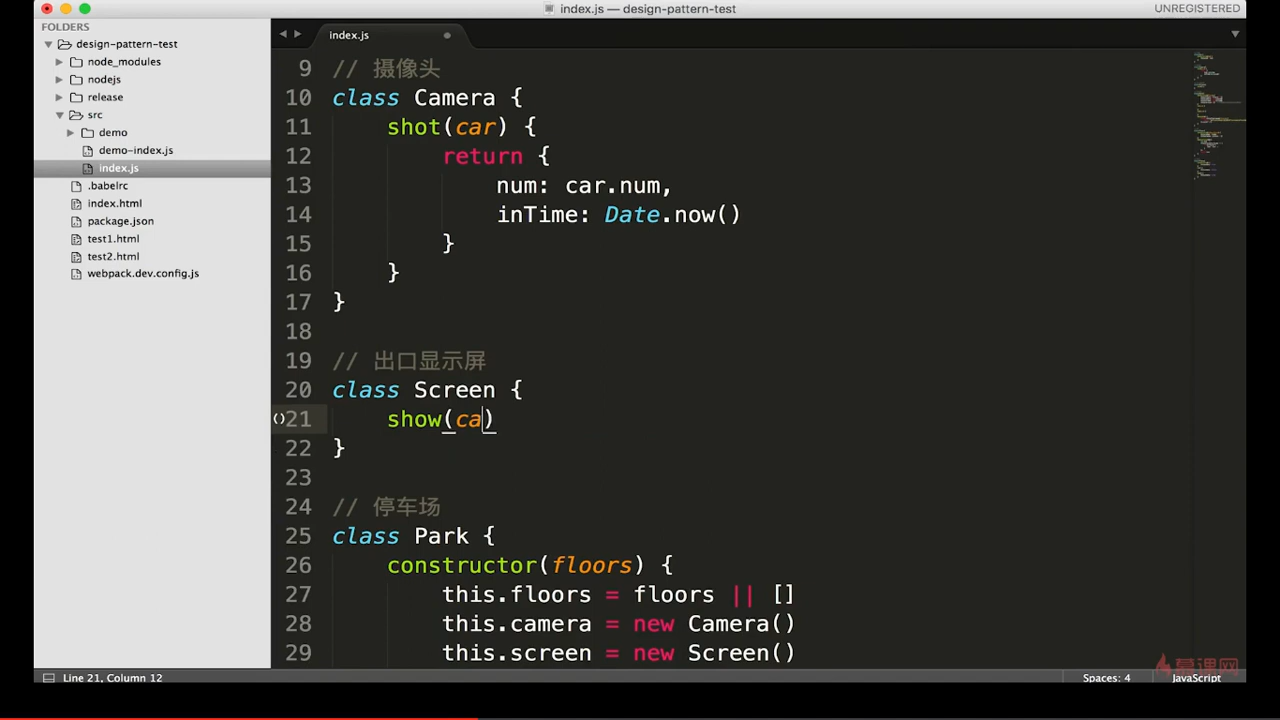 index.js — design-pattern-test
UNREGISTERED
FOLDERS
design-pattern-test
node_modules
nodejs
release
src
demo
demo-index.js
index.js
.babelrc
index.html
package.json
test1.html
test2.html
webpack.dev.config.js
index.js
9 // 摄像头
10 class Camera {
11 shot(car) {
12 return {
13 num: car.num,
14 inTime: Date.now()
15 }
16 }
17 }
18
19 // 出口显示屏
20 class Screen {
21 show(ca)
22 }
23
24 // 停车场
25 class Park {
26 constructor(floors) {
27 this.floors = floors || []
28 this.camera = new Camera()
29 this.screen = new Screen()
慕课网
Line 21, Column 12
Spaces: 4
JavaScript